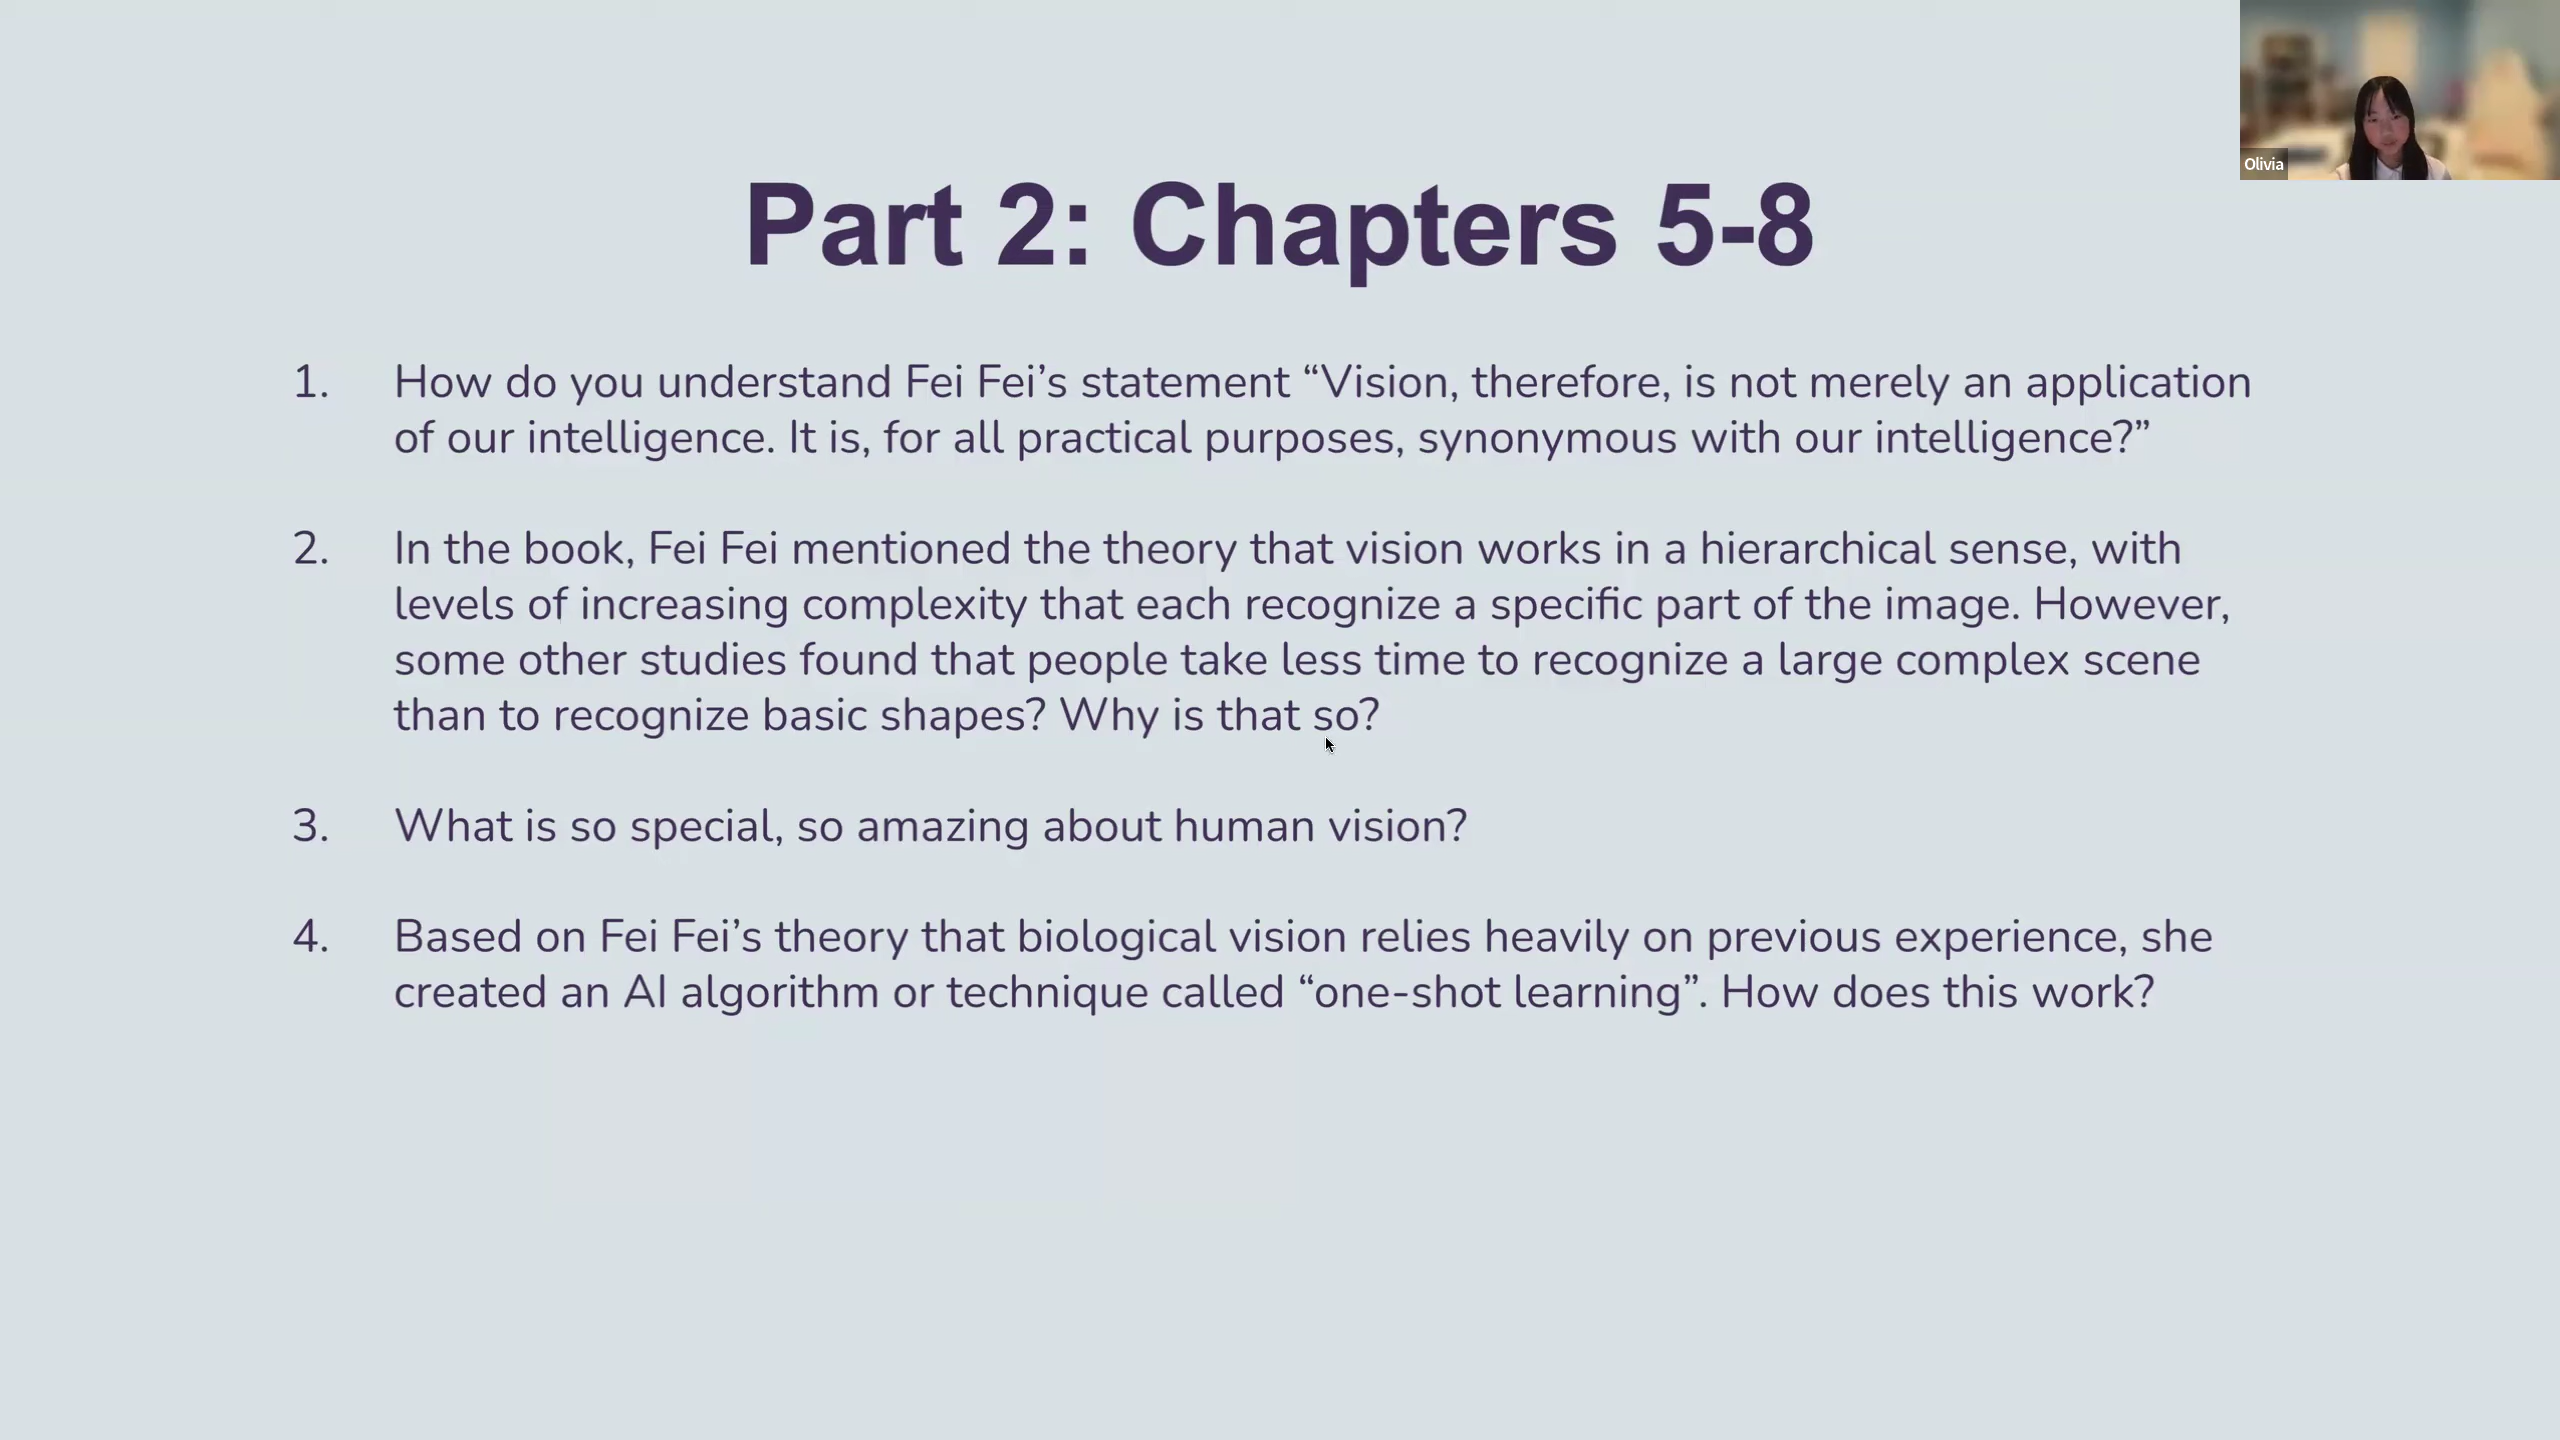 Part 2: Chapters 5-8
Olivia
1. How do you understand Fei Fei’s statement “Vision, therefore, is not merely an application
of our intelligence. It is, for all practical purposes, synonymous with our intelligence?”
2. In the book, Fei Fei mentioned the theory that vision works in a hierarchical sense, with
levels of increasing complexity that each recognize a specific part of the image. However,
some other studies found that people take less time to recognize a large complex scene
than to recognize basic shapes? Why is that so?
3. What is so special, so amazing about human vision?
4. Based on Fei Fei’s theory that biological vision relies heavily on previous experience, she
created an AI algorithm or technique called “one-shot learning”. How does this work?